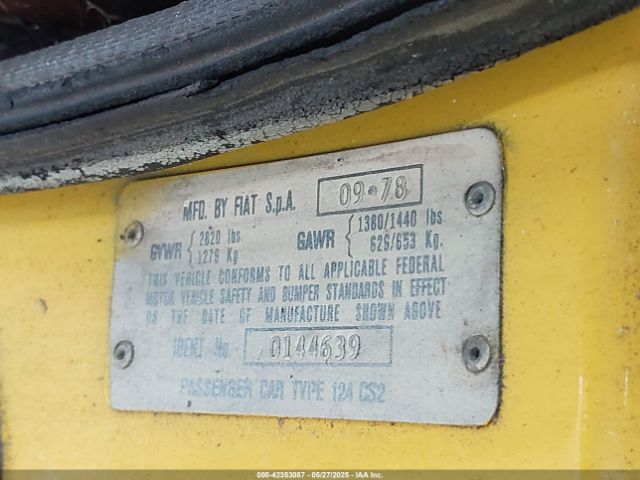 MFD. BY FIAT S.p.A. 09•78
GVWR { 2820 lbs. 1279 Kg
GAWR { 1380/1440 lbs. 626/653 Kg.
THIS VEHICLE CONFORMS TO ALL APPLICABLE FEDERAL
MOTOR VEHICLE SAFETY AND BUMPER STANDARDS IN EFFECT
ON THE DATE OF MANUFACTURE SHOWN ABOVE
IDENT No. 0144639
PASSENGER CAR TYPE 124 CS2
000-42353087 - 05/27/2025 - IAA Inc.